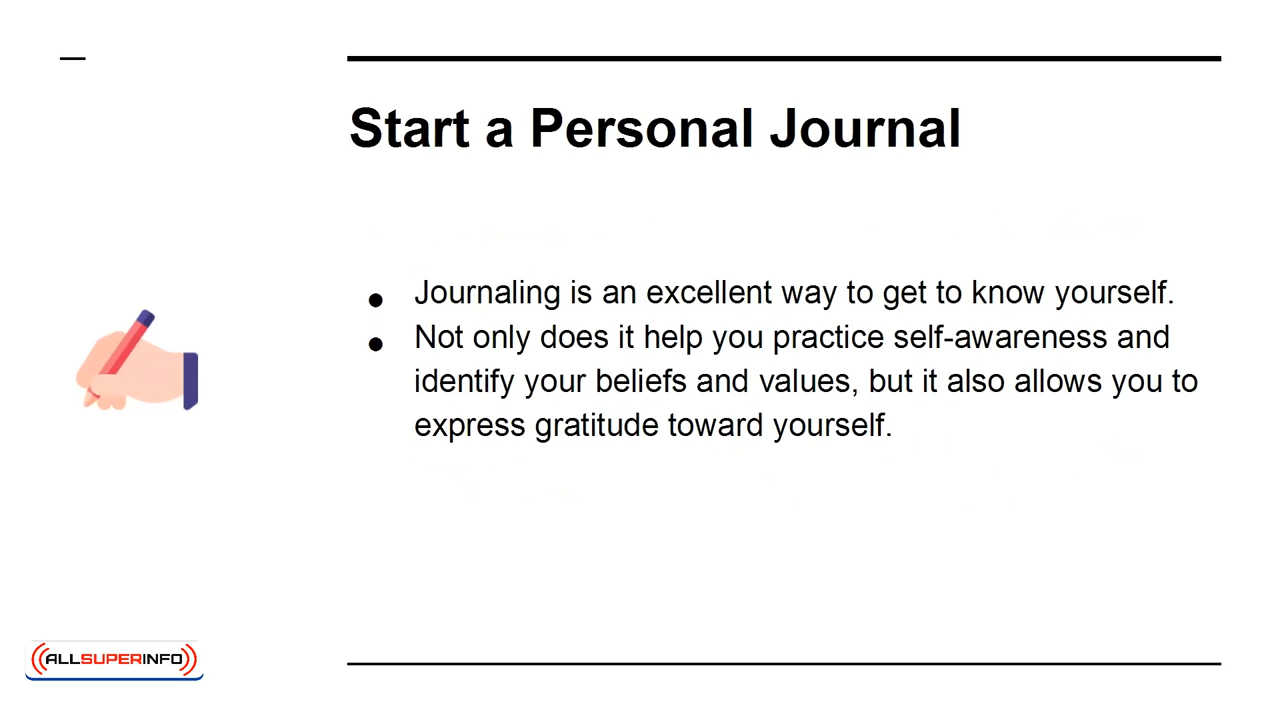 Start a Personal Journal
• Journaling is an excellent way to get to know yourself.
• Not only does it help you practice self-awareness and
identify your beliefs and values, but it also allows you to
express gratitude toward yourself.
ALLSUPERINFO